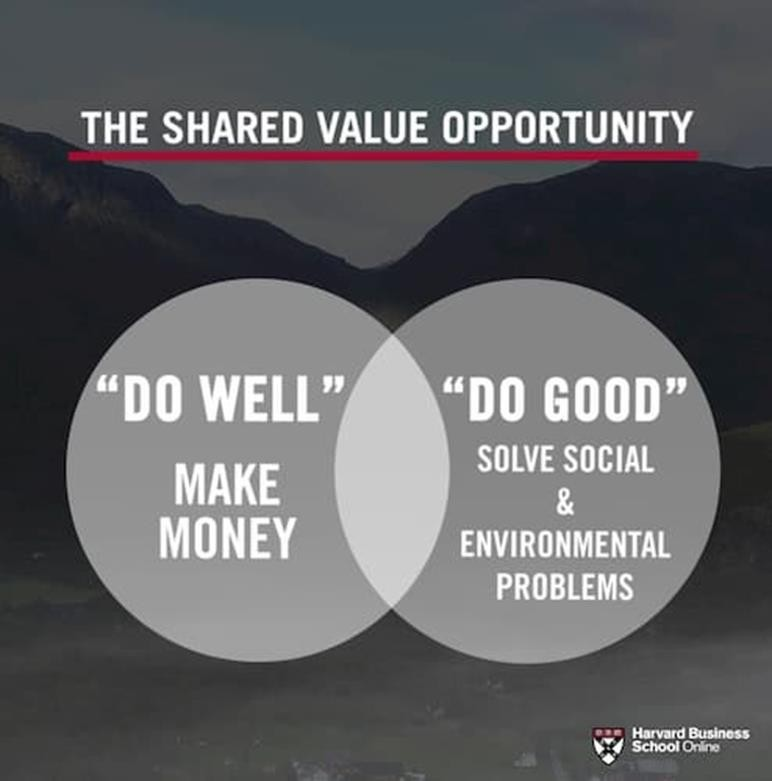 THE SHARED VALUE OPPORTUNITY
“DO WELL”
MAKE
MONEY
“DO GOOD”
SOLVE SOCIAL
&
ENVIRONMENTAL
PROBLEMS
Harvard Business
School Online